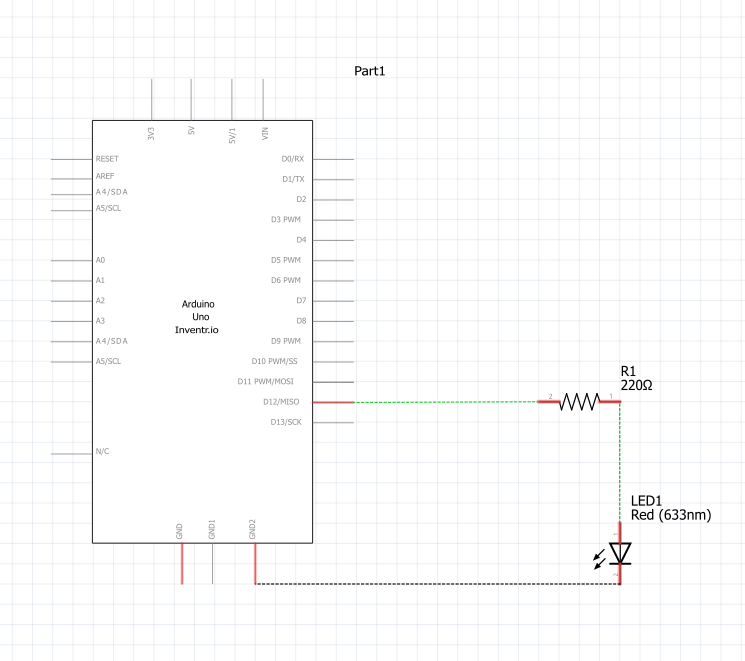 Part1
3V3
5V
5V/1
VIN
RESET
AREF
A4/SDA
A5/SCL
A0
A1
A2
A3
A4/SDA
A5/SCL
N/C
D0/RX
D1/TX
D2
D3 PWM
D4
D5 PWM
D6 PWM
D7
D8
D9 PWM
D10 PWM/SS
D11 PWM/MOSI
D12/MISO
D13/SCK
Arduino
Uno
Inventr.io
GND
GND1
GND2
R1
220Ω
2
1
LED1
Red (633nm)